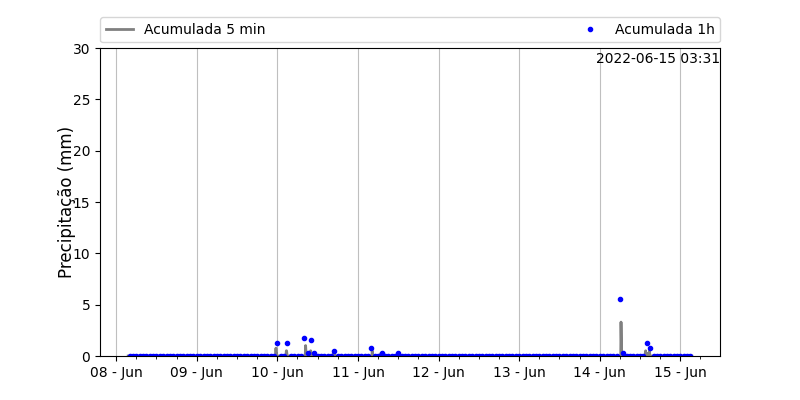 Acumulada 5 min
Acumulada 1h
2022-06-15 03:31
Precipitação (mm)
30
25
20
15
10
5
0
08 - Jun 09 - Jun 10 - Jun 11 - Jun 12 - Jun 13 - Jun 14 - Jun 15 - Jun